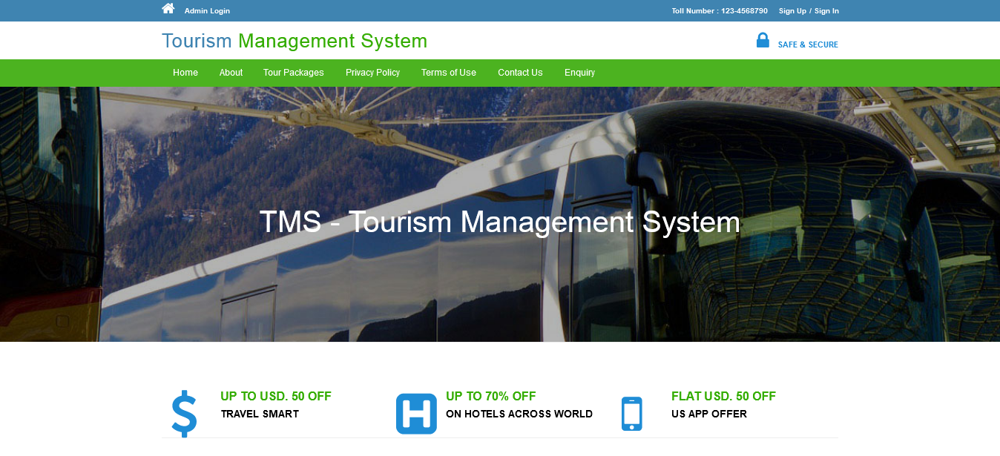 Admin Login Toll Number : 123-4568790 Sign Up / Sign In
Tourism Management System SAFE & SECURE
Home About Tour Packages Privacy Policy Terms of Use Contact Us Enquiry
TMS - Tourism Management System
UP TO USD. 50 OFF
TRAVEL SMART
H
UP TO 70% OFF
ON HOTELS ACROSS WORLD
FLAT USD. 50 OFF
US APP OFFER